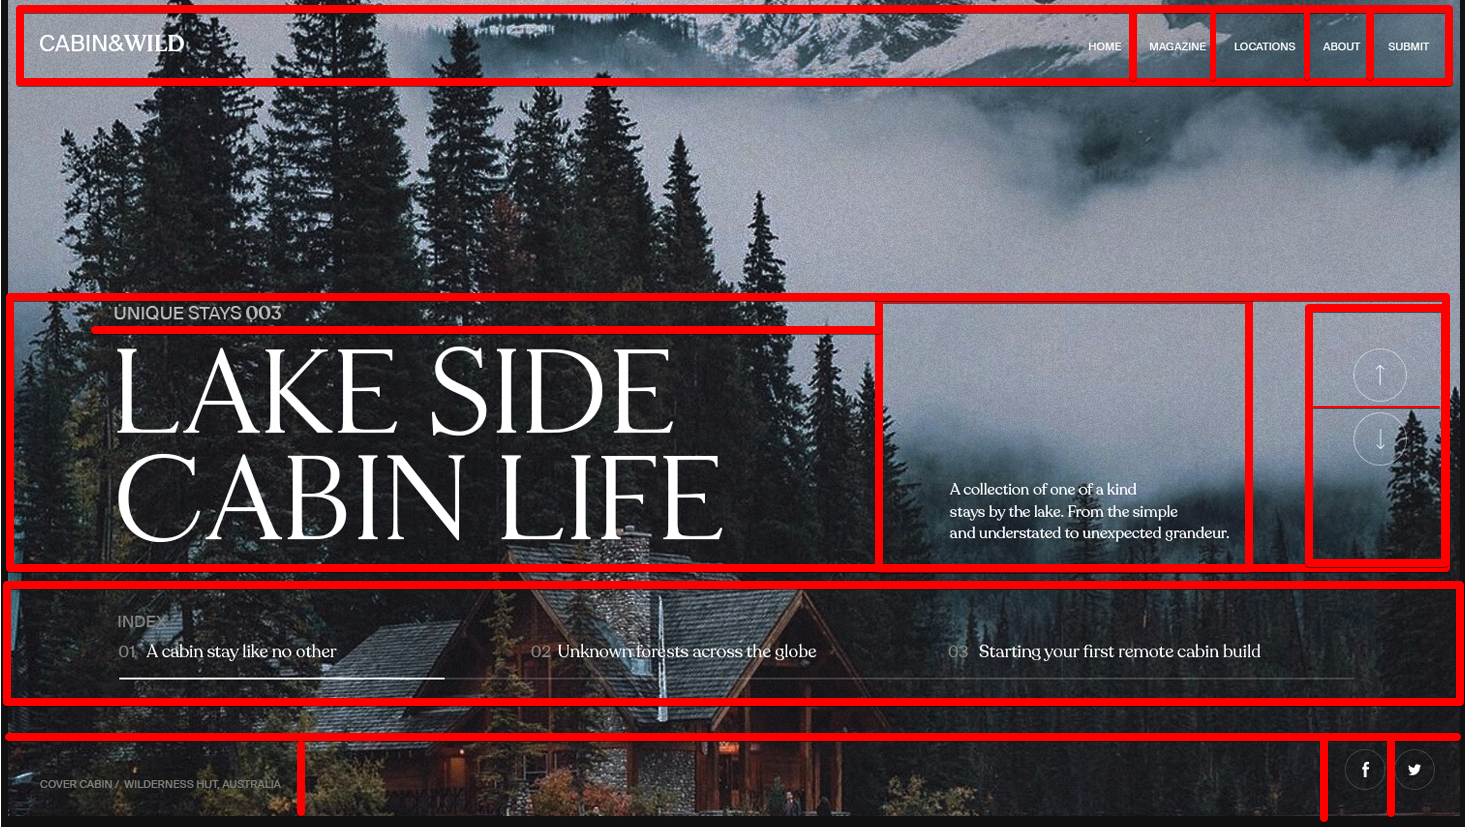 CABIN&WILD
HOME MAGAZINE LOCATIONS ABOUT SUBMIT
UNIQUE STAYS 003
LAKE SIDE
CABIN LIFE
A collection of one of a kind
stays by the lake. From the simple
and understated to unexpected grandeur.
INDEX
01 A cabin stay like no other
02 Unknown forests across the globe
03 Starting your first remote cabin build
COVER CABIN / WILDERNESS HUT, AUSTRALIA